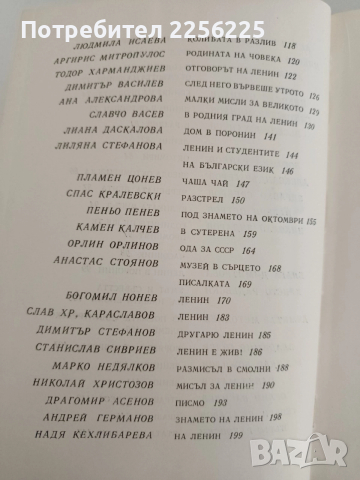 ЛЮДМИЛА ИСАЕВА КОЛИБАТА В РАЗЛИВ 118
АРГИРИС МИТРОПУЛОС РОДИНАТА НА ЧОВЕКА 120
ТОДОР ХАРМАНДЖИЕВ ОТГОВОРЪТ НА ЛЕНИН 122
ДИМИТЪР ВАСИЛЕВ СЛЕД НЕГО ВЪРВЕШЕ УТРОТО 126
АНА АЛЕКСАНДРОВА МАЛКИ МИСЛИ ЗА ВЕЛИКОТО 129
СЛАВЧО ВАСЕВ В РОДНИЯ ГРАД НА ЛЕНИН 130
ЛИАНА ДАСКАЛОВА ДОМ В ПОРОНИН 141
ЛИЛЯНА СТЕФАНОВА ЛЕНИН И СТУДЕНТИТЕ 144
НА БЪЛГАРСКИ ЕЗИК 146
ПЛАМЕН ЦОНЕВ ЧАША ЧАЙ 147
СПАС КРАЛЕВСКИ РАЗСТРЕЛ 150
ПЕНЬО ПЕНЕВ ПОД ЗНАМЕТО НА ОКТОМВРИ 155
КАМЕН КАЛЧЕВ В СУТЕРЕНА 159
ОРЛИН ОРЛИНОВ ОДА ЗА СССР 164
АНАСТАС СТОЯНОВ МУЗЕЙ В СЪРЦЕТО 168
ПИСАЛКАТА 169
БОГОМИЛ НОНЕВ ЛЕНИН 170
СЛАВ ХР. КАРАСЛАВОВ ЛЕНИН 183
ДИМИТЪР СТЕФАНОВ ДРУГАРЮ ЛЕНИН 185
СТАНИСЛАВ СИВРИЕВ ЛЕНИН Е ЖИВ! 186
МАРКО НЕДЯЛКОВ РАЗМИСЪЛ В СМОЛНИ 188
НИКОЛАЙ ХРИСТОЗОВ МИСЪЛ ЗА ЛЕНИН 190
ДРАГОМИР АСЕНОВ ПИСМО 193
АНДРЕЙ ГЕРМАНОВ ЗНАМЕТО НА ЛЕНИН 198
НАДЯ КЕХЛИБАРЕВА НА ЛЕНИН 199
2256235
bazar
БАЗАР